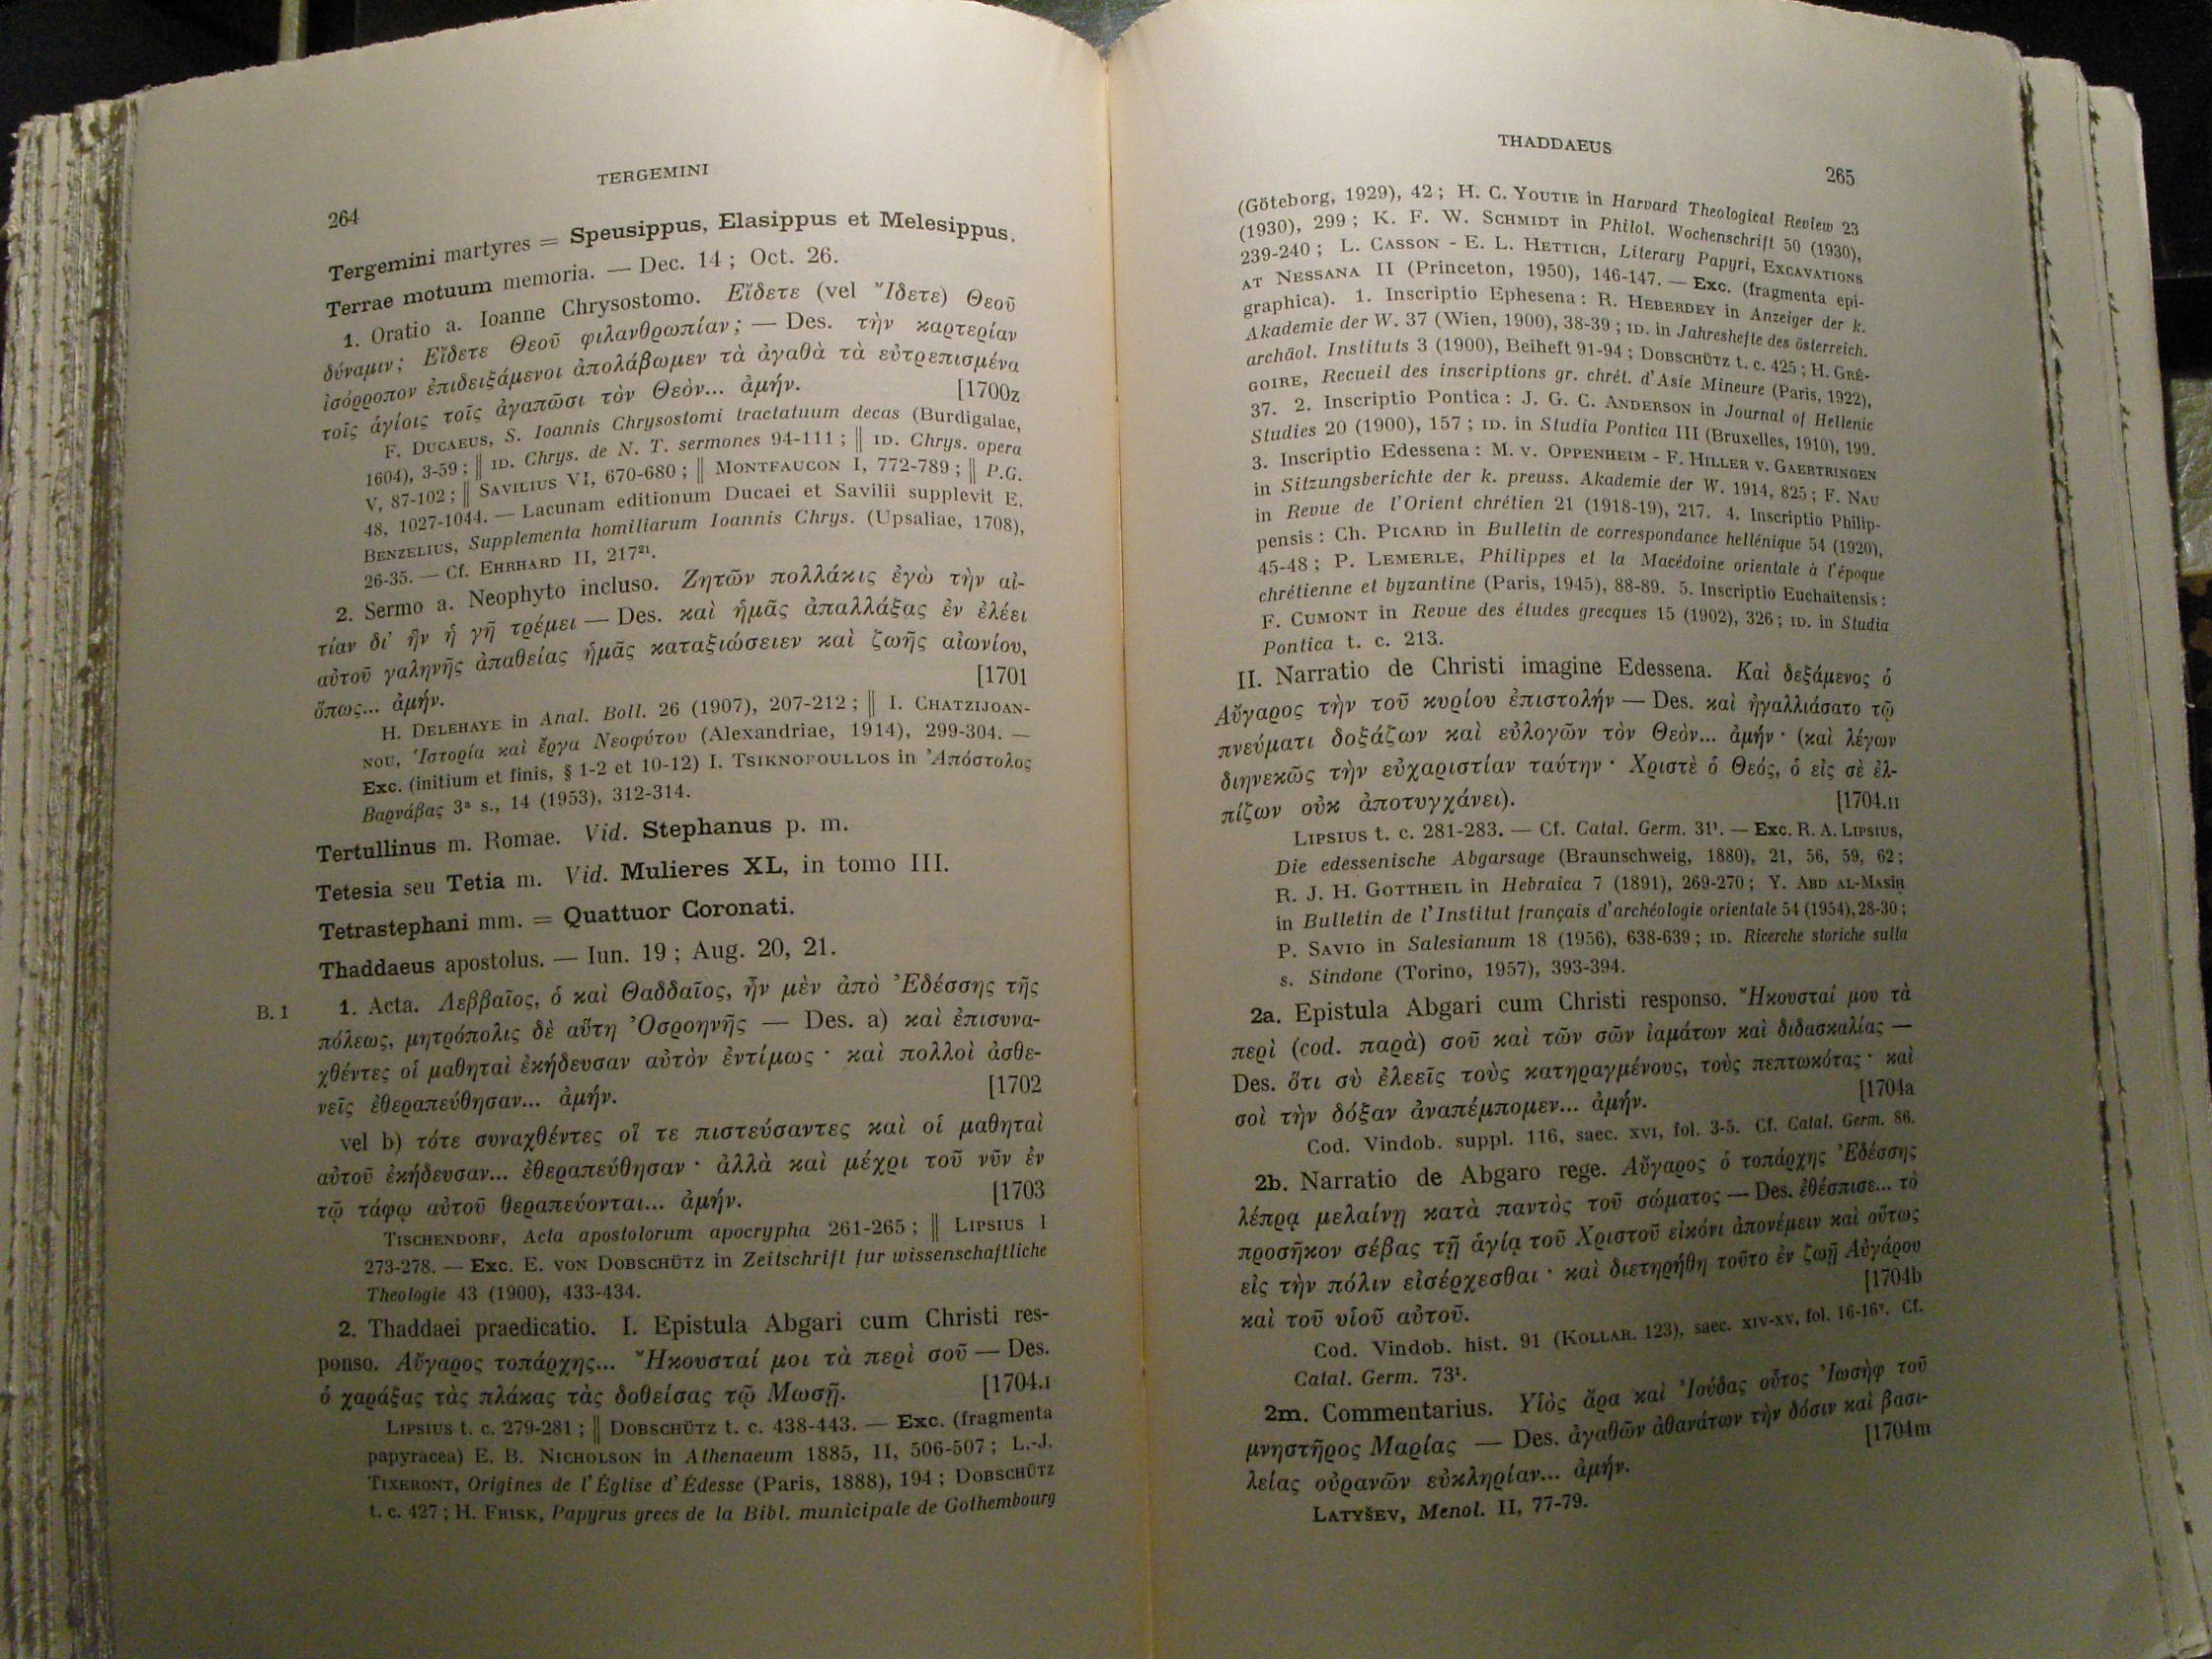 TERGEMINI
264
Tergemini martyres = Speusippus, Elasippus et Melesippus.
Terrae motuum memoria. — Dec. 14 ; Oct. 26.
1. Oratio a. Ioanne Chrysostomo. Εἴδετε (vel Ἴδετε) Θεοῦ
δύναμιν; Εἴδετε Θεοῦ φιλανθρωπίαν; — Des. τὴν καρτερίαν
ἰσόρροπον ἐπιδειξάμενοι ἀπολάβωμεν τὰ ἀγαθὰ τὰ εὐτρεπισμένα
τοῖς ἁγίοις τοῖς ἀγαπῶσι τὸν Θεὸν... ἀμήν. [1700z
F. Ducaeus, S. Ioannis Chrysostomi tractatuum decas (Burdigalae,
1604), 3-59 ; || id. Chrys. de N. T. sermones 94-111 ; || id. Chrys. opera
V, 87-102 ; || Savilius VI, 670-680 ; || Montfaucon I, 772-789 ; || P.G.
48, 1027-1044. — Lacunam editionum Ducaei et Savilii supplevit E.
Benzelius, Supplementa homiliarum Ioannis Chrys. (Upsaliae, 1708),
26-35. — Cf. Ehrhard II, 217²¹.
2. Sermo a. Neophyto incluso. Ζητῶν πολλάκις ἐγὼ τὴν αἰ-
τίαν δι' ἣν ἡ γῆ τρέμει — Des. καὶ ἡμᾶς ἀπαλλάξας ἐν ἐλέει
αὐτοῦ γαληνῆς ἀπαθείας ἡμᾶς καταξιώσειεν καὶ ζωῆς αἰωνίου,
ὅπως... ἀμήν. [1701
H. Delehaye in Anal. Boll. 26 (1907), 207-212 ; || I. Chatzijoan-
nou, Ἱστορία καὶ ἔργα Νεοφύτου (Alexandriae, 1914), 299-304. —
Exc. (initium et finis, § 1-2 et 10-12) I. Tsiknopoullos in Ἀπόστολος
Βαρνάβας 3ª s., 14 (1953), 312-314.
Tertullinus m. Romae. Vid. Stephanus p. m.
Tetesia seu Tetia m. Vid. Mulieres XL, in tomo III.
Tetrastephani mm. = Quattuor Coronati.
Thaddaeus apostolus. — Iun. 19 ; Aug. 20, 21.
B. 1 1. Acta. Λεββαῖος, ὁ καὶ Θαδδαῖος, ἦν μὲν ἀπὸ Ἐδέσσης τῆς
πόλεως, μητρόπολις δὲ αὕτη Ὀσροηνῆς — Des. a) καὶ ἐπισυνα-
χθέντες οἱ μαθηταὶ ἐκήδευσαν αὐτὸν ἐντίμως · καὶ πολλοὶ ἀσθε-
νεῖς ἐθεραπεύθησαν... ἀμήν. [1702
vel b) τότε συναχθέντες οἵ τε πιστεύσαντες καὶ οἱ μαθηταὶ
αὐτοῦ ἐκήδευσαν... ἐθεραπεύθησαν · ἀλλὰ καὶ μέχρι τοῦ νῦν ἐν
τῷ τάφῳ αὐτοῦ θεραπεύονται... ἀμήν. [1703
Tischendorf, Acta apostolorum apocrypha 261-265 ; || Lipsius I
273-278. — Exc. E. von Dobschütz in Zeitschrift fur wissenschaftliche
Theologie 43 (1900), 433-434.
2. Thaddaei praedicatio. I. Epistula Abgari cum Christi res-
ponso. Αὔγαρος τοπάρχης... Ἤκουσταί μοι τὰ περὶ σοῦ — Des.
ὁ χαράξας τὰς πλάκας τὰς δοθείσας τῷ Μωσῇ. [1704.I
Lipsius t. c. 279-281 ; || Dobschütz t. c. 438-443. — Exc. (fragmenta
papyracea) E. B. Nicholson in Athenaeum 1885, II, 506-507 ; L.-J.
Tixeront, Origines de l'Église d'Édesse (Paris, 1888), 194 ; Dobschütz
t. c. 427 ; H. Frisk, Papyrus grecs de la Bibl. municipale de Gothembourg
THADDAEUS
265
(Göteborg, 1929), 42 ; H. C. Youtie in Harvard Theological Review 23
(1930), 299 ; K. F. W. Schmidt in Philol. Wochenschrift 50 (1930),
239-240 ; L. Casson - E. L. Hettich, Literary Papyri, Excavations
at Nessana II (Princeton, 1950), 146-147. — Exc. (fragmenta epi-
graphica). 1. Inscriptio Ephesena : R. Heberdey in Anzeiger der k.
Akademie der W. 37 (Wien, 1900), 38-39 ; id. in Jahreshefte des österreich.
archäol. Instituts 3 (1900), Beiheft 91-94 ; Dobschütz t. c. 425 ; H. Gré-
goire, Recueil des inscriptions gr. chrét. d'Asie Mineure (Paris, 1922),
37. 2. Inscriptio Pontica : J. G. C. Anderson in Journal of Hellenic
Studies 20 (1900), 157 ; id. in Studia Pontica III (Bruxelles, 1910), 199.
3. Inscriptio Edessena : M. v. Oppenheim - F. Hiller v. Gaertringen
in Sitzungsberichte der k. preuss. Akademie der W. 1914, 825 ; F. Nau
in Revue de l'Orient chrétien 21 (1918-19), 217. 4. Inscriptio Philip-
pensis : Ch. Picard in Bulletin de correspondance hellénique 54 (1920),
45-48 ; P. Lemerle, Philippes et la Macédoine orientale à l'époque
chrétienne et byzantine (Paris, 1945), 88-89. 5. Inscriptio Euchaitensis :
F. Cumont in Revue des études grecques 15 (1902), 326 ; id. in Studia
Pontica t. c. 213.
II. Narratio de Christi imagine Edessena. Καὶ δεξάμενος ὁ
Αὔγαρος τὴν τοῦ κυρίου ἐπιστολήν — Des. καὶ ἠγαλλιάσατο τῷ
πνεύματι δοξάζων καὶ εὐλογῶν τὸν Θεὸν... ἀμήν · (καὶ λέγων
διηνεκῶς τὴν εὐχαριστίαν ταύτην · Χριστὲ ὁ Θεός, ὁ εἰς σὲ ἐλ-
πίζων οὐκ ἀποτυγχάνει). [1704.II
Lipsius t. c. 281-283. — Cf. Catal. Germ. 31¹. — Exc. R. A. Lipsius,
Die edessenische Abgarsage (Braunschweig, 1880), 21, 56, 59, 62 ;
R. J. H. Gottheil in Hebraica 7 (1891), 269-270 ; Y. Abd al-Masīḥ
in Bulletin de l'Institut français d'archéologie orientale 54 (1954), 28-30 ;
P. Savio in Salesianum 18 (1956), 638-639 ; id. Ricerche storiche sulla
s. Sindone (Torino, 1957), 393-394.
2a. Epistula Abgari cum Christi responso. Ἤκουσταί μου τὰ
περὶ (cod. παρὰ) σοῦ καὶ τῶν σῶν ἰαμάτων καὶ διδασκαλίας —
Des. ὅτι σὺ ἐλεεῖς τοὺς κατηραγμένους, τοὺς πεπτωκότας · καὶ
σοὶ τὴν δόξαν ἀναπέμπομεν... ἀμήν. [1704a
Cod. Vindob. suppl. 116, saec. XVI, fol. 3-5. Cf. Catal. Germ. 86.
2b. Narratio de Abgaro rege. Αὔγαρος ὁ τοπάρχης Ἐδέσσης
λέπρᾳ μελαίνῃ κατὰ παντὸς τοῦ σώματος — Des. ἐθέσπισε... τὸ
προσῆκον σέβας τῇ ἁγίᾳ τοῦ Χριστοῦ εἰκόνι ἀπονέμειν καὶ οὕτως
εἰς τὴν πόλιν εἰσέρχεσθαι · καὶ διετηρήθη τοῦτο ἐν ζωῇ Αὐγάρου
καὶ τοῦ υἱοῦ αὐτοῦ. [1704b
Cod. Vindob. hist. 91 (Kollar. 123), saec. XIV-XV, fol. 16-16ᵛ. Cf.
Catal. Germ. 73¹.
2m. Commentarius. Υἱὸς ἄρα καὶ Ἰούδας οὗτος Ἰωσὴφ τοῦ
μνηστῆρος Μαρίας — Des. ἀγαθῶν ἀθανάτων τὴν δόσιν καὶ βασι-
λείας οὐρανῶν εὐκληρίαν... ἀμήν. [1704m
Latyšev, Menol. II, 77-79.